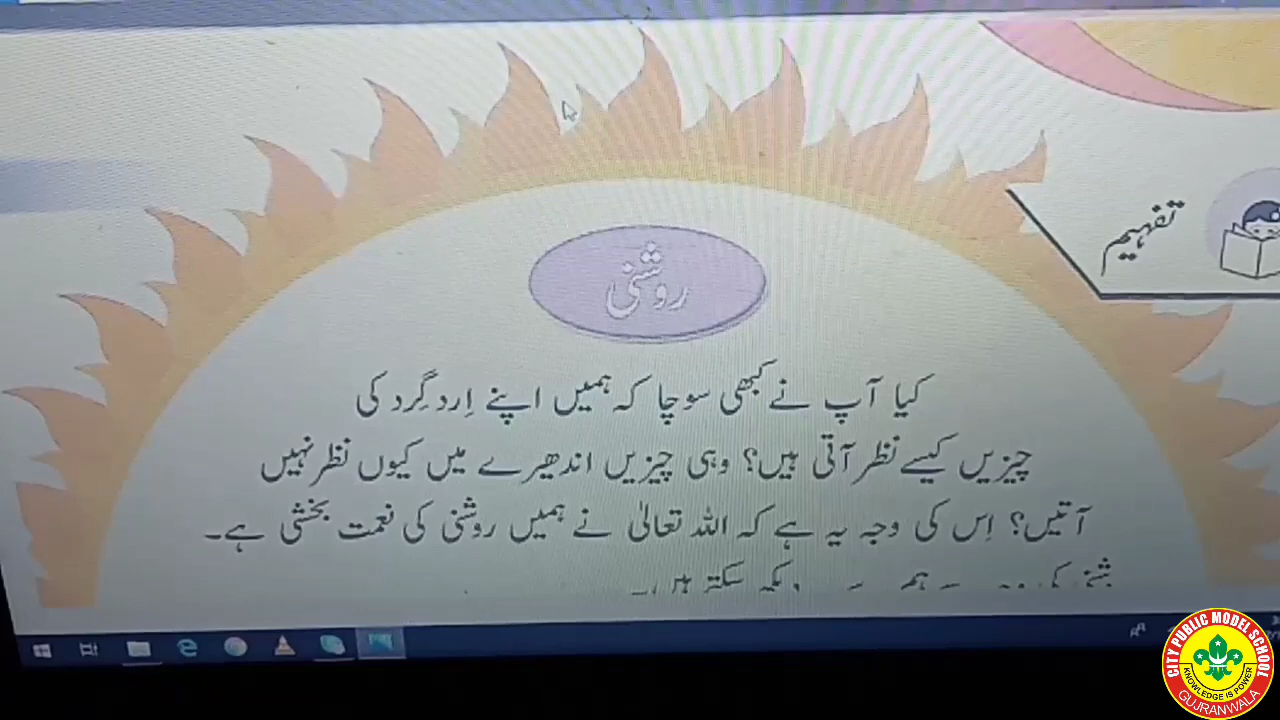 تفہیم
روشنی
کیا آپ نے کبھی سوچا کہ ہمیں اپنے اِرد گِرد کی
چیزیں کیسے نظر آتی ہیں؟ وہی چیزیں اندھیرے میں کیوں نظر نہیں
آتیں؟ اِس کی وجہ یہ ہے کہ اللہ تعالیٰ نے ہمیں روشنی کی نعمت بخشی ہے۔
CITY PUBLIC MODEL SCHOOL
KNOWLEDGE IS POWER
GUJRANWALA